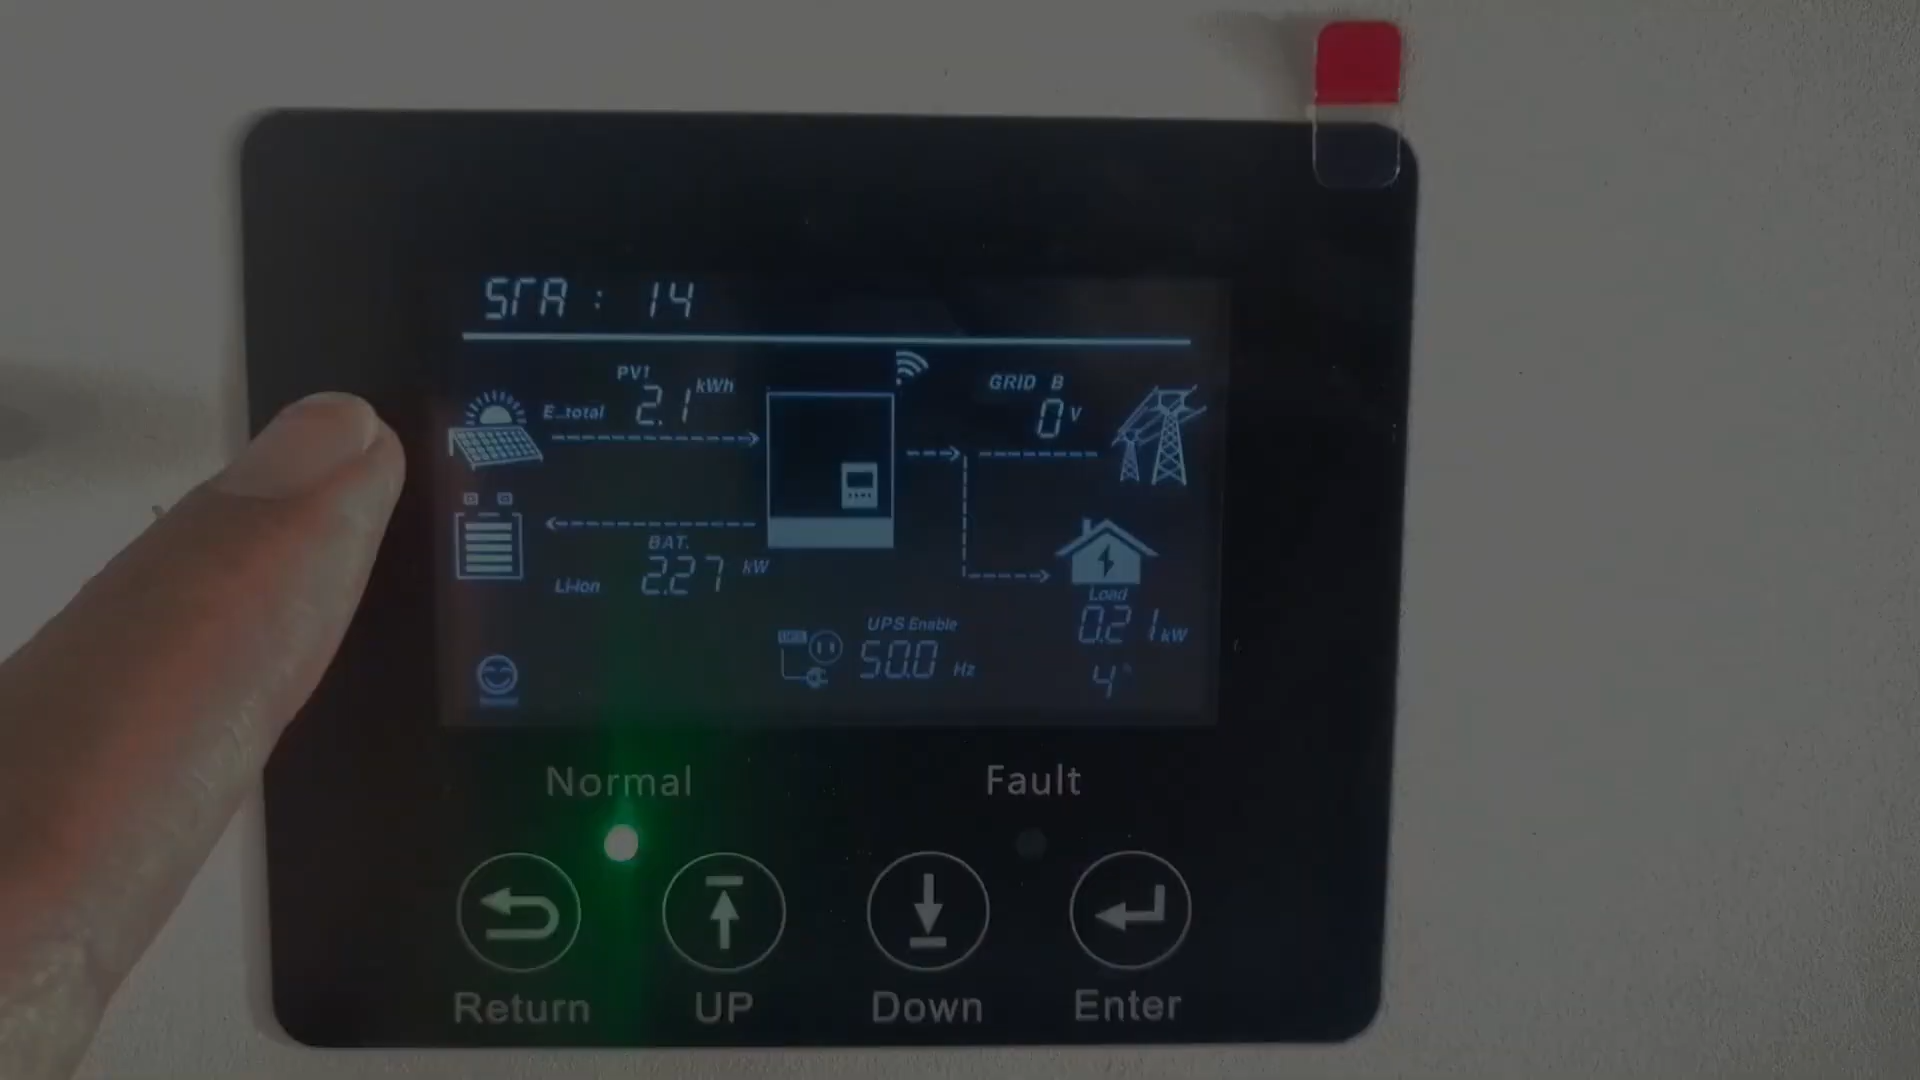 STA : 14
PV1
E_total 2.1 kWh
GRID B
0 V
BAT.
Li-ion 2.27 kW
Load
0.21 kW
4
UPS Enable
UPS 50.0 Hz
Normal Fault
Return UP Down Enter